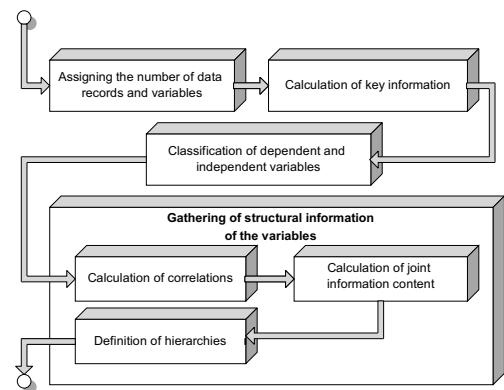 Assigning the number of data
records and variables
Calculation of key information
Classification of dependent and
independent variables
Gathering of structural information
of the variables
Calculation of correlations
Calculation of joint
information content
Definition of hierarchies